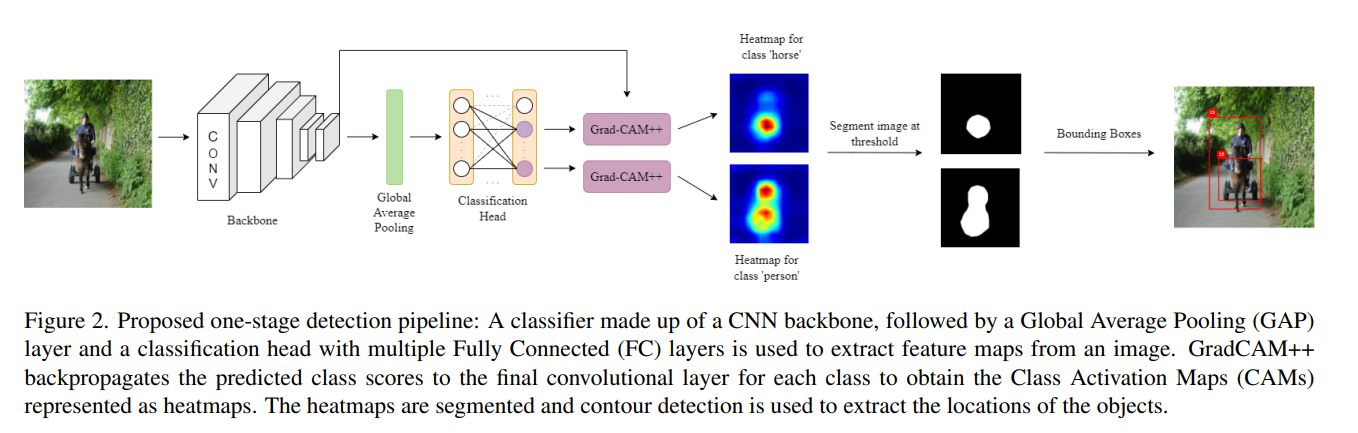 Heatmap for
class 'horse'
C
O
N
V
Backbone
Global
Average
Pooling
...
...
Classification
Head
Grad-CAM++
Grad-CAM++
Heatmap for
class 'person'
Segment image at
threshold
Bounding Boxes
Figure 2. Proposed one-stage detection pipeline: A classifier made up of a CNN backbone, followed by a Global Average Pooling (GAP)
layer and a classification head with multiple Fully Connected (FC) layers is used to extract feature maps from an image. GradCAM++
backpropagates the predicted class scores to the final convolutional layer for each class to obtain the Class Activation Maps (CAMs)
represented as heatmaps. The heatmaps are segmented and contour detection is used to extract the locations of the objects.